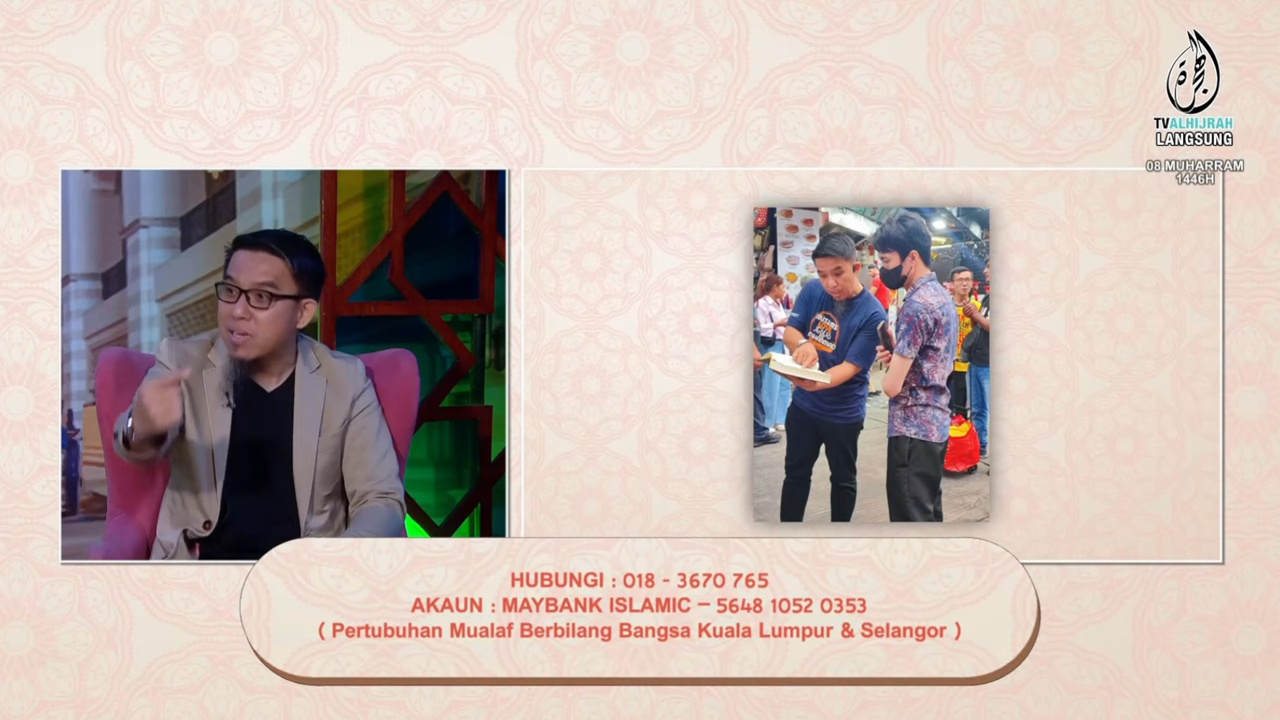 هجرة
TVALHIJRAH
LANGSUNG
08 MUHARRAM
1446H
HUBUNGI : 018 - 3670 765
AKAUN : MAYBANK ISLAMIC – 5648 1052 0353
( Pertubuhan Mualaf Berbilang Bangsa Kuala Lumpur & Selangor )